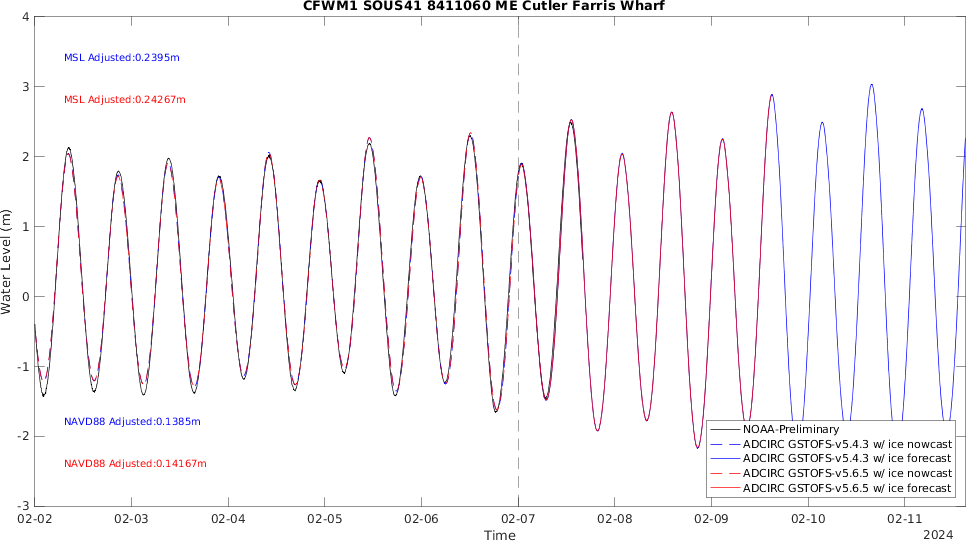 CFWM1 SOUS41 8411060 ME Cutler Farris Wharf
4
3
2
1
0
-1
-2
-3
Water Level (m)
MSL Adjusted:0.2395m
MSL Adjusted:0.24267m
NAVD88 Adjusted:0.1385m
NAVD88 Adjusted:0.14167m
NOAA-Preliminary
ADCIRC GSTOFS-v5.4.3 w/ ice nowcast
ADCIRC GSTOFS-v5.4.3 w/ ice forecast
ADCIRC GSTOFS-v5.6.5 w/ ice nowcast
ADCIRC GSTOFS-v5.6.5 w/ ice forecast
02-02 02-03 02-04 02-05 02-06 02-07 02-08 02-09 02-10 02-11
Time
2024